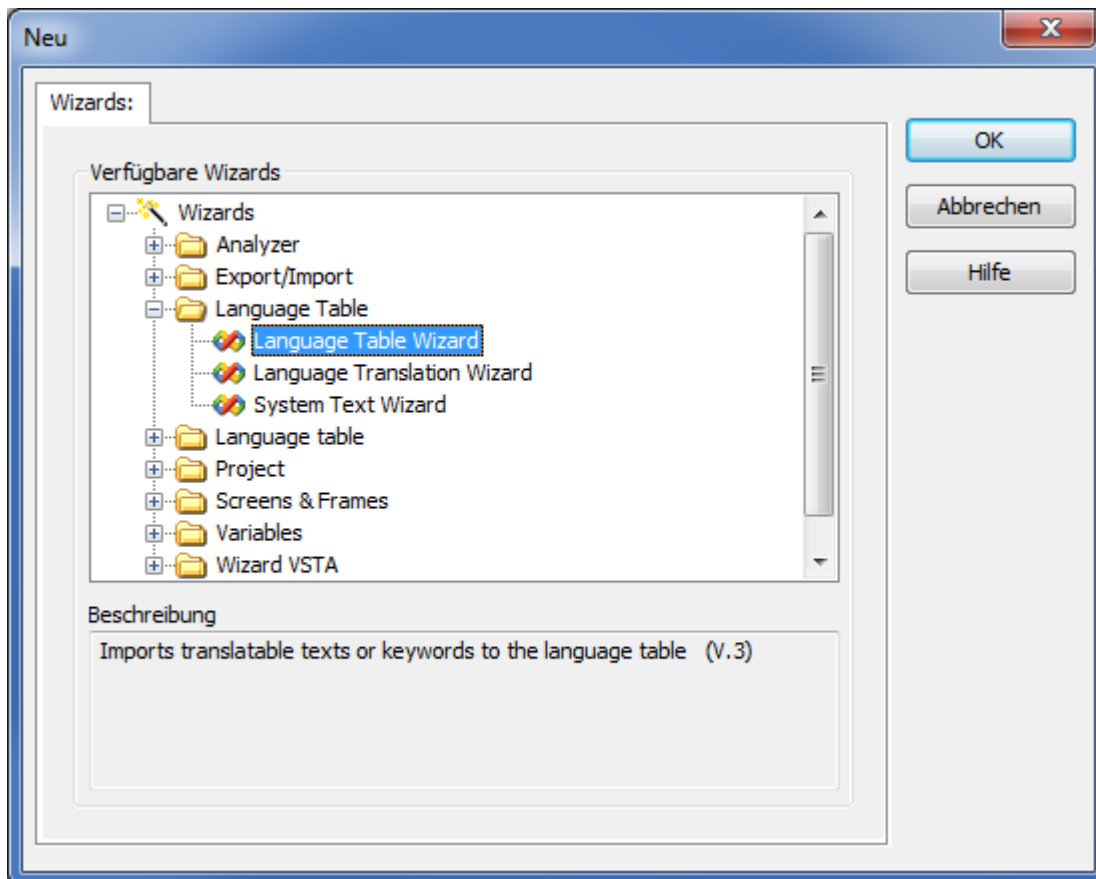 Neu
Wizards:
Verfügbare Wizards
Wizards
Analyzer
Export/Import
Language Table
Language Table Wizard
Language Translation Wizard
System Text Wizard
Language table
Project
Screens & Frames
Variables
Wizard VSTA
Beschreibung
Imports translatable texts or keywords to the language table (V.3)
OK
Abbrechen
Hilfe